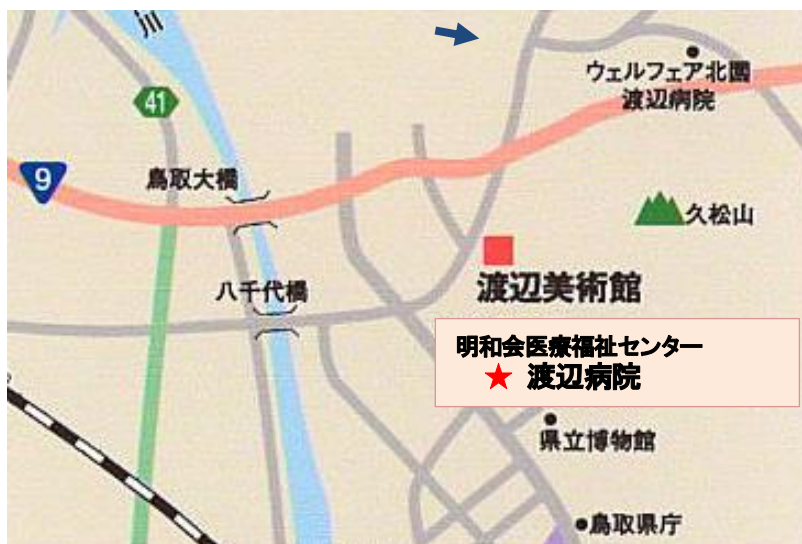 川
ウェルフェア北園
渡辺病院
41
9
鳥取大橋
久松山
八千代橋
渡辺美術館
明和会医療福祉センター
★ 渡辺病院
県立博物館
鳥取県庁